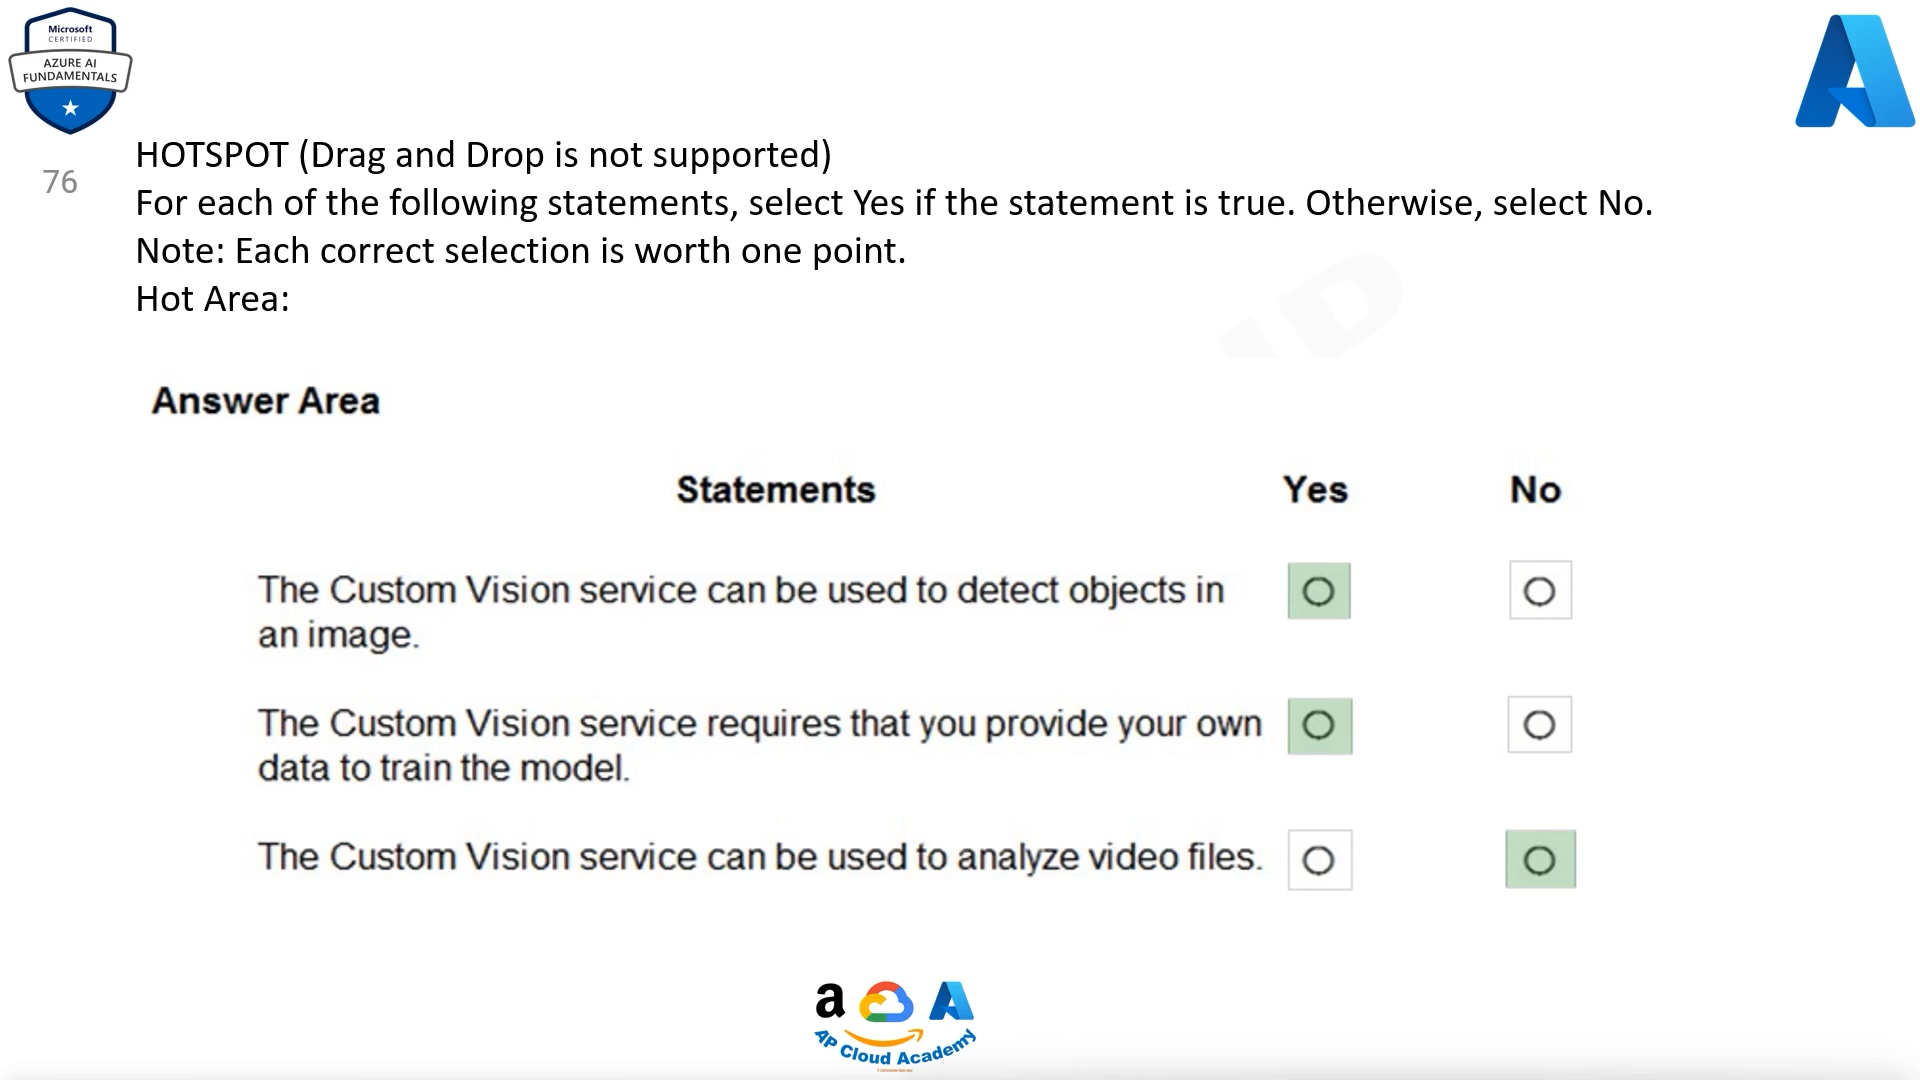 Microsoft
CERTIFIED
AZURE AI
FUNDAMENTALS
76
HOTSPOT (Drag and Drop is not supported)
For each of the following statements, select Yes if the statement is true. Otherwise, select No.
Note: Each correct selection is worth one point.
Hot Area:
Answer Area
Statements Yes No
The Custom Vision service can be used to detect objects in
an image.
The Custom Vision service requires that you provide your own
data to train the model.
The Custom Vision service can be used to analyze video files.
a
AP Cloud Academy